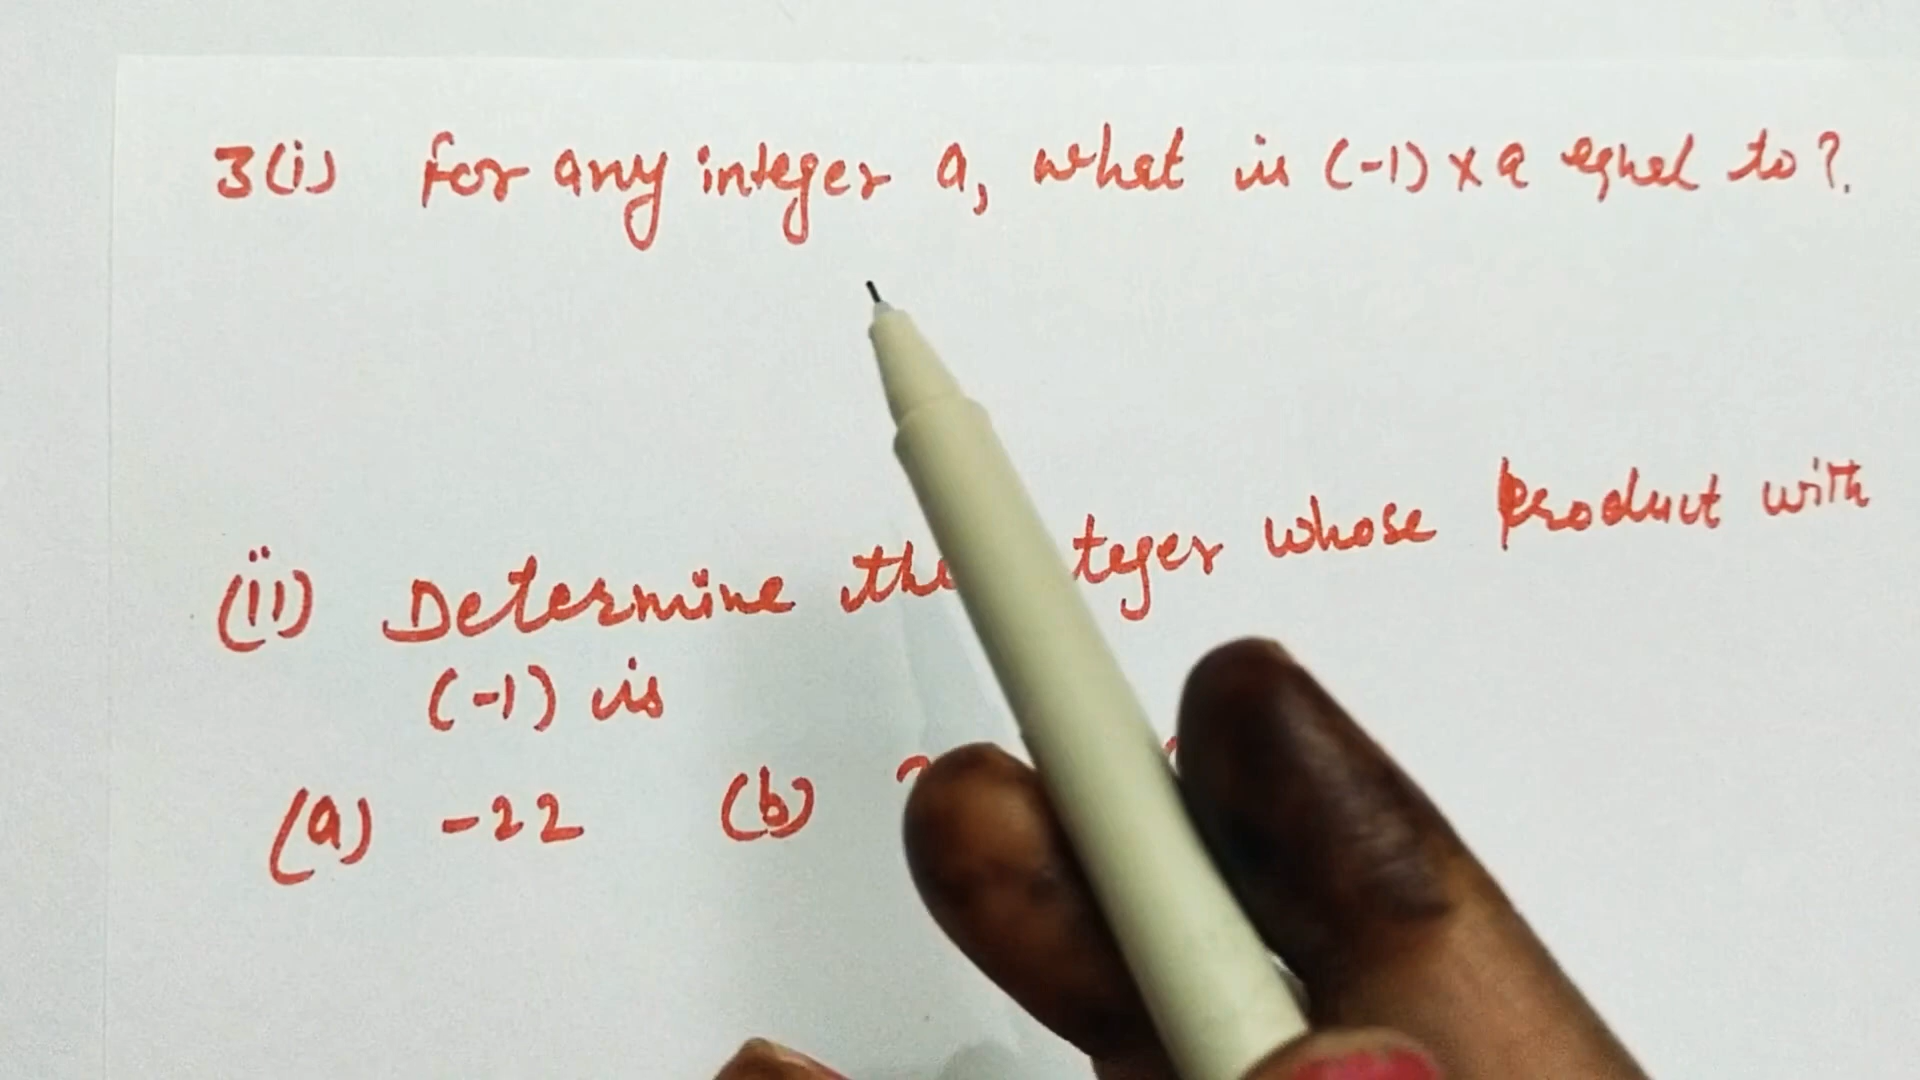 3(i) For any integer a, what is (-1) × a equal to?
(ii) Determine the teger whose product with
(-1) is
(a) -22 (b)